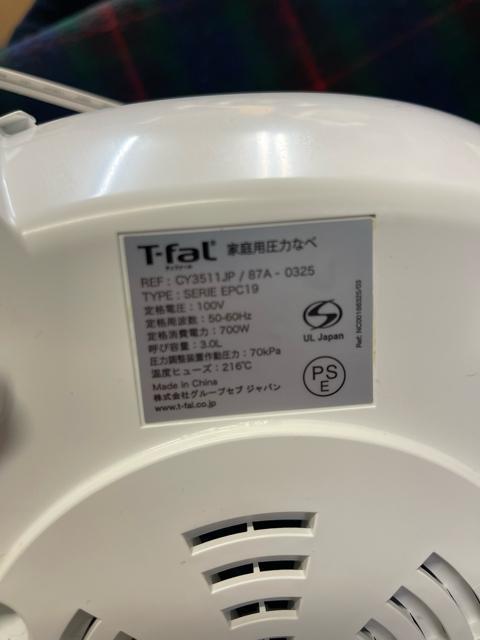 T-faL 家庭用圧力なべ
ティファール
REF : CY3511JP / 87A - 0325
TYPE : SERIE EPC19
定格電圧 : 100V
定格周波数 : 50-60Hz
定格消費電力 : 700W
呼び容量 : 3.0L
圧力調整装置作動圧力 : 70kPa
温度ヒューズ : 216℃
Made in China
株式会社グループセブ ジャパン
www.t-fal.co.jp
S
UL Japan
PS
E
Ref. NC00186325/03